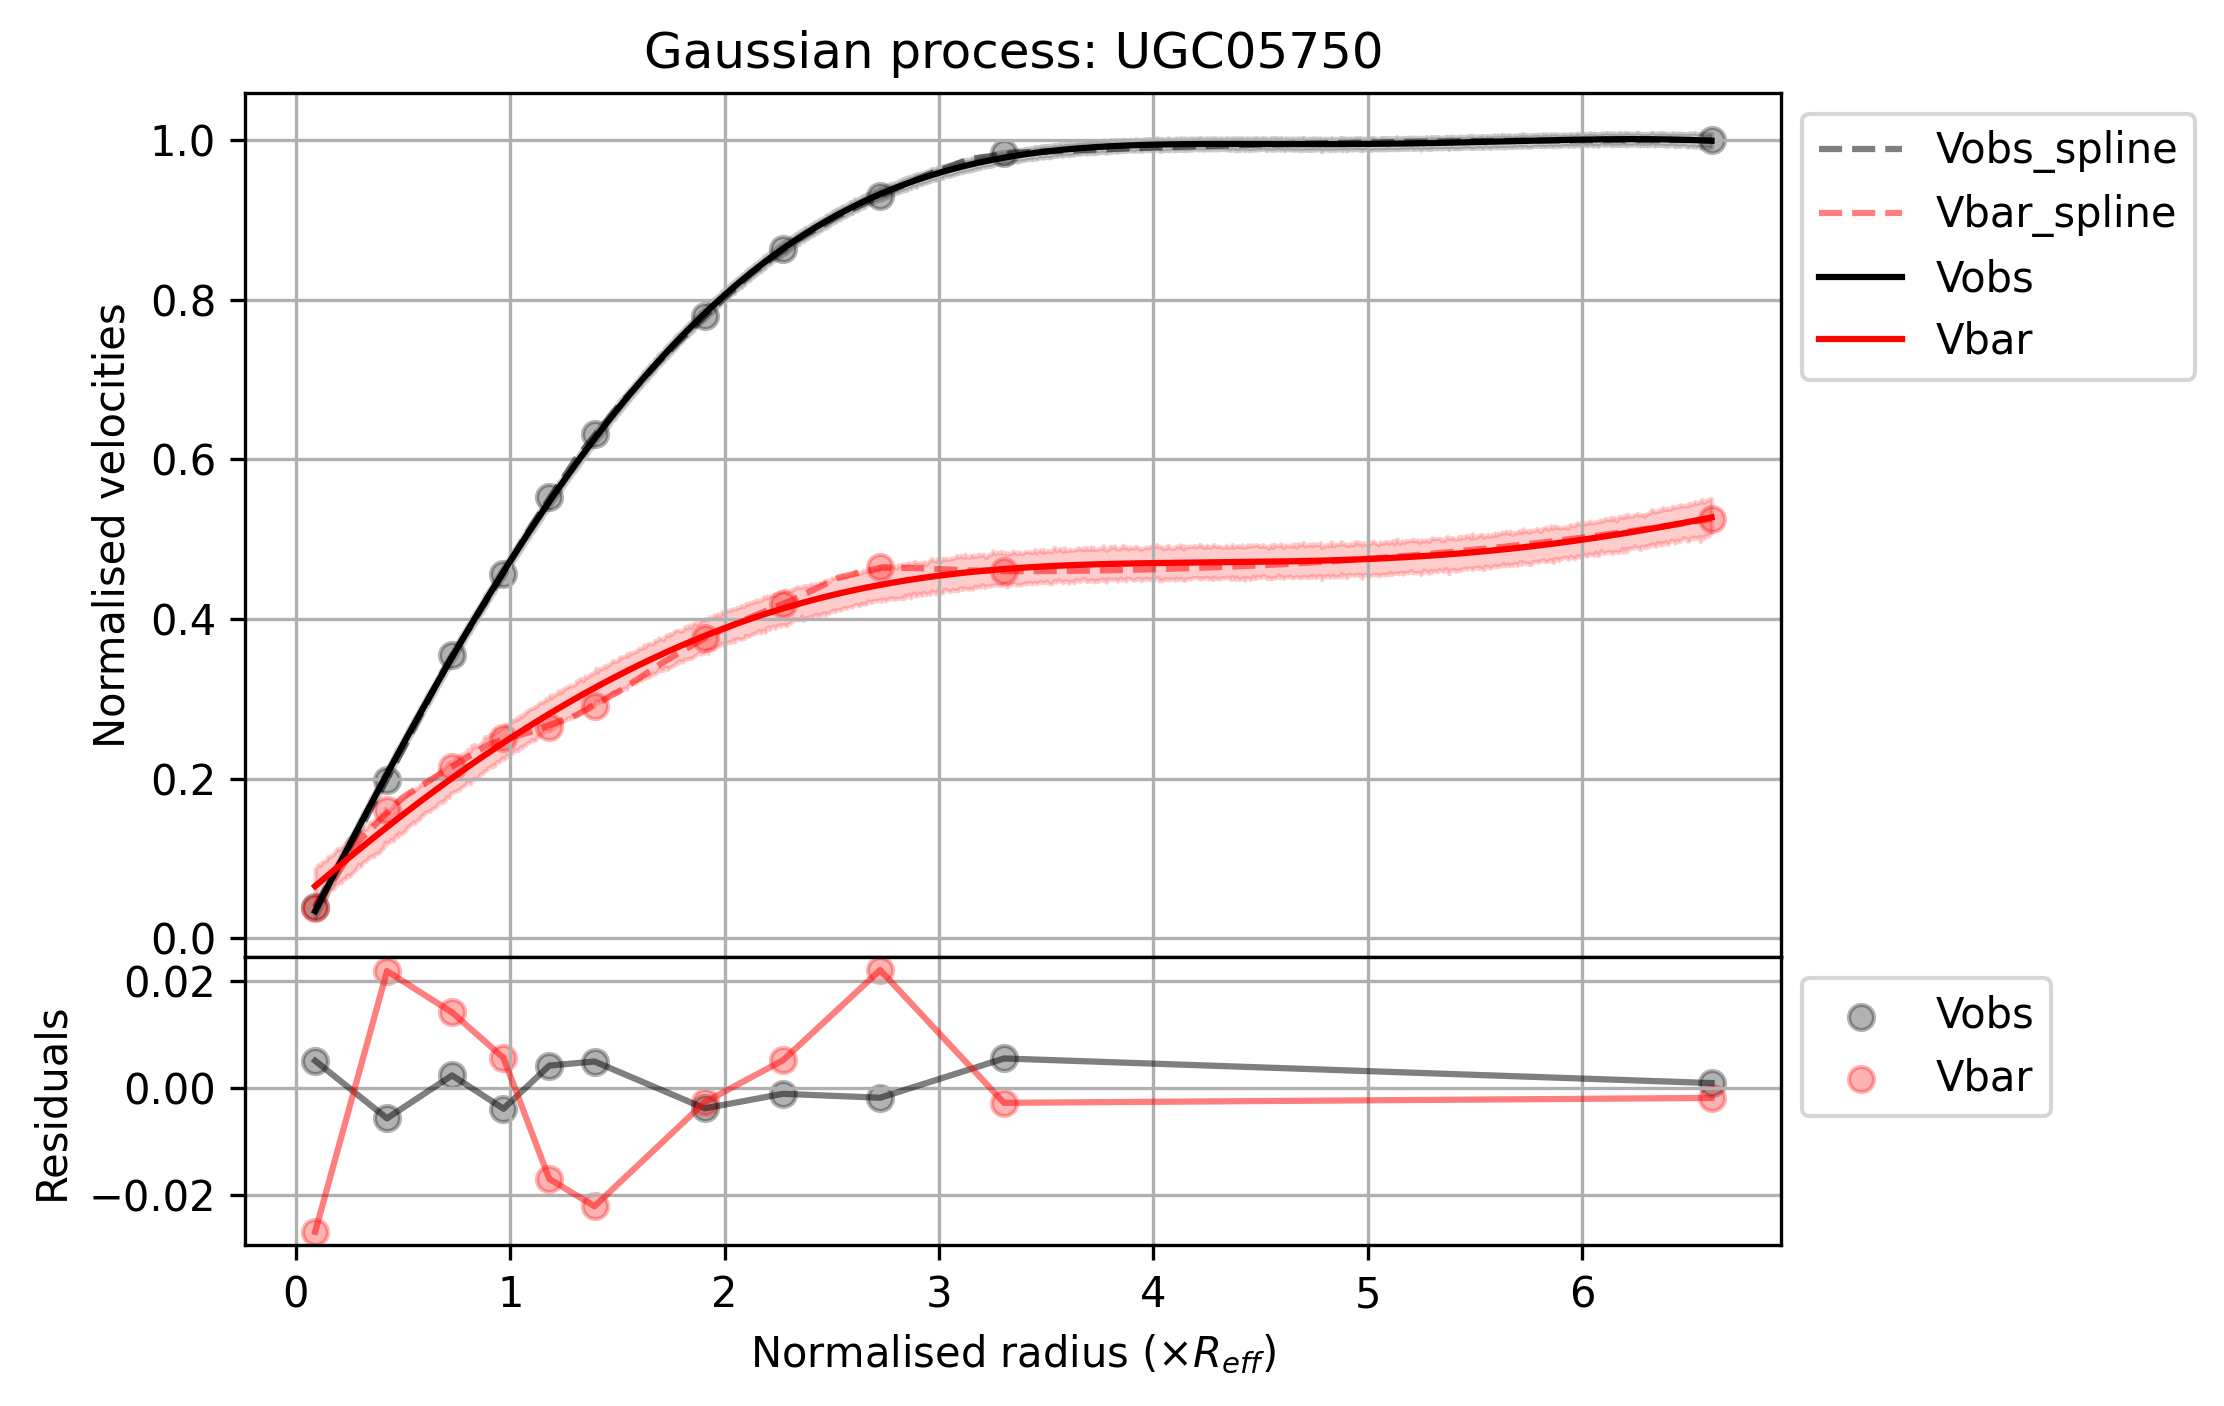 Gaussian process: UGC05750
Normalised velocities
1.0
0.8
0.6
0.4
0.2
0.0
Vobs_spline
Vbar_spline
Vobs
Vbar
Residuals
0.02
0.00
−0.02
Vobs
Vbar
0 1 2 3 4 5 6
Normalised radius (×R_eff)